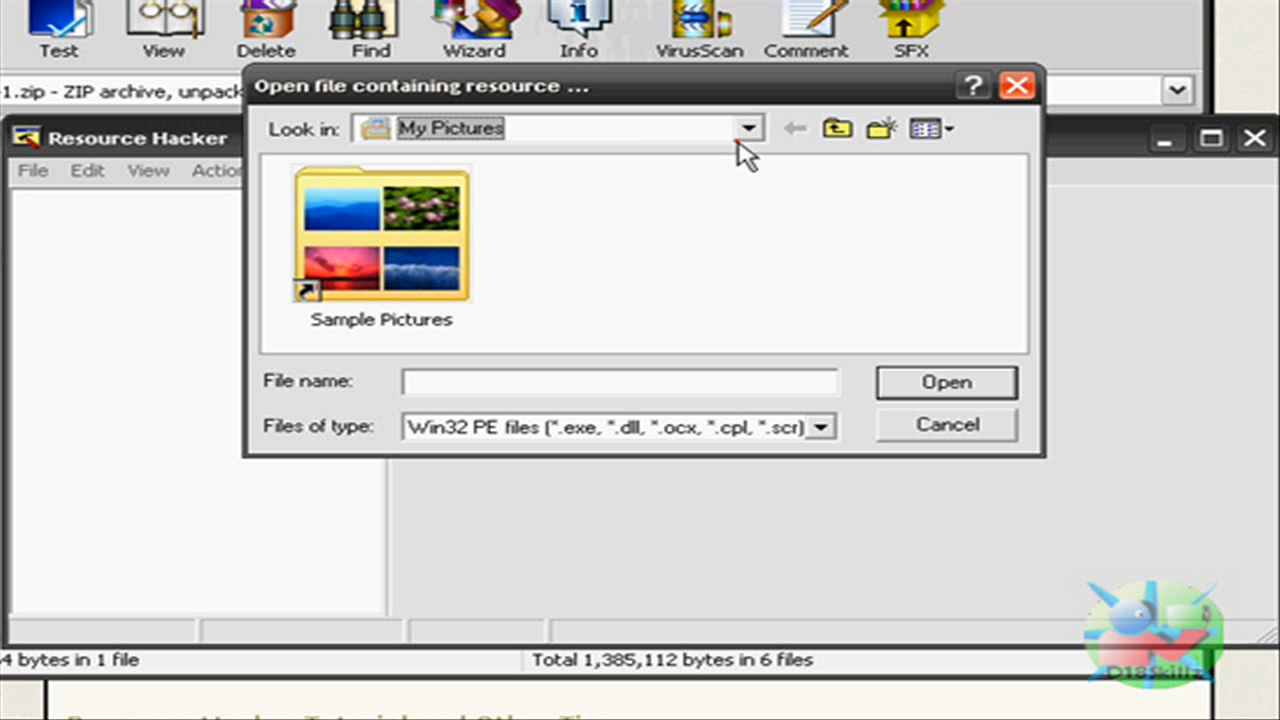 Test View Delete Find Wizard Info VirusScan Comment SFX
-1.zip - ZIP archive, unpack
Open file containing resource ...
Look in: My Pictures
Resource Hacker
File Edit View Action
Sample Pictures
File name:
Open
Files of type: Win32 PE files (*.exe, *.dll, *.ocx, *.cpl, *.scr)
Cancel
4 bytes in 1 file
Total 1,385,112 bytes in 6 files